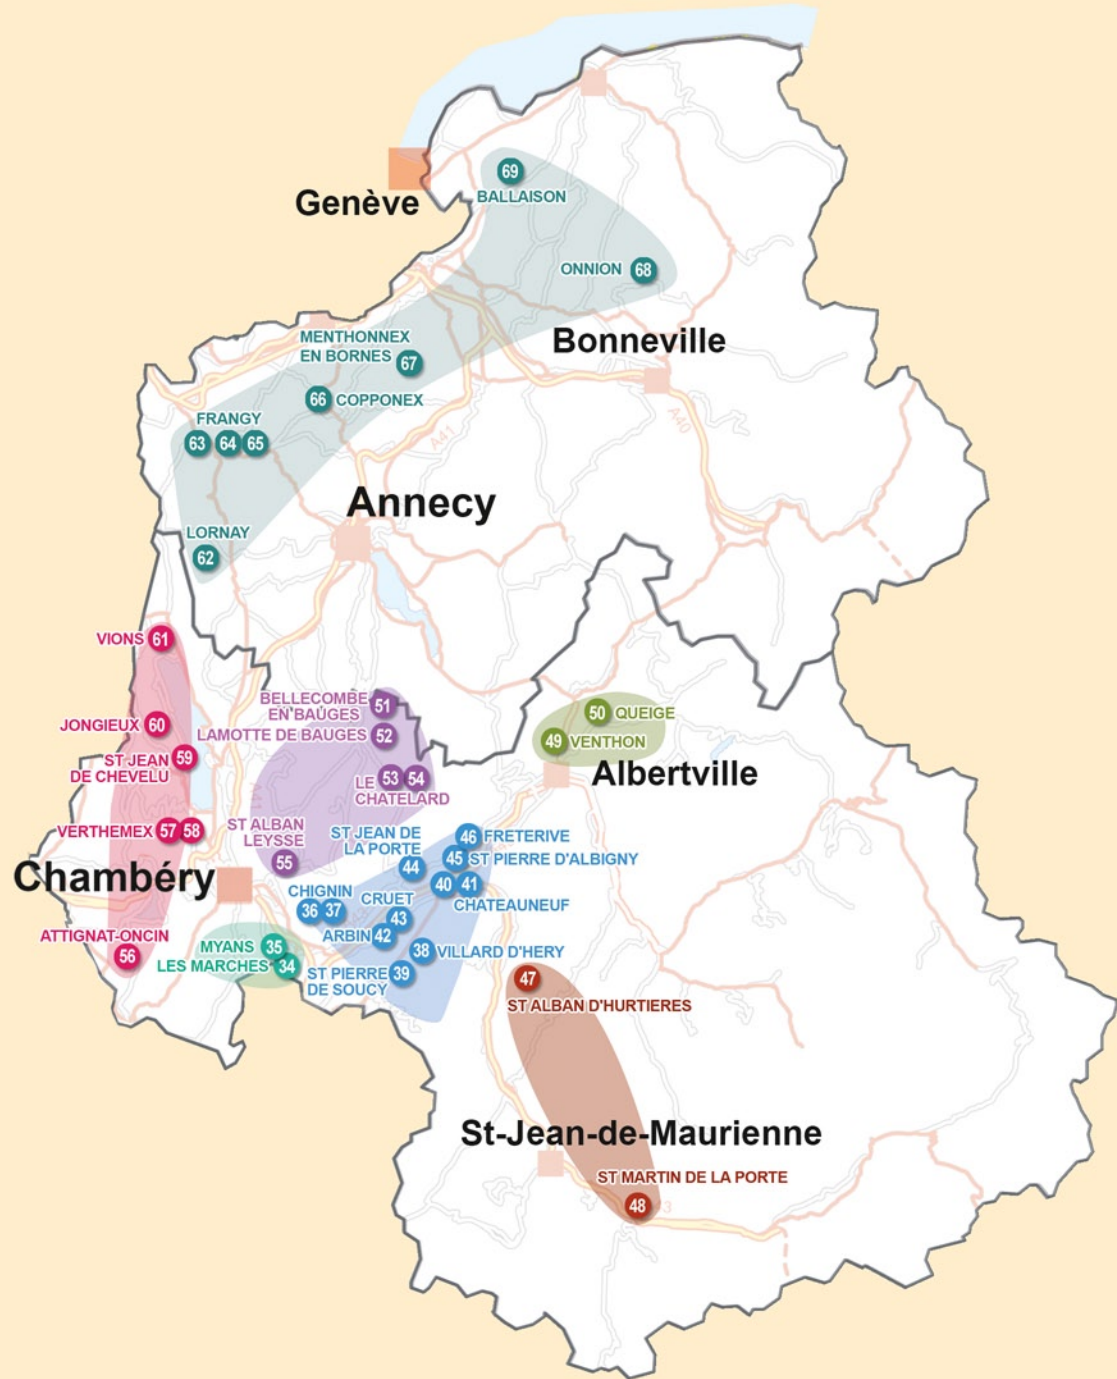 69
BALLAISON
Genève
ONNION 68
Bonneville
MENTHONNEX
EN BORNES 67
66 COPPONEX
FRANGY
63 64 65
A41
A40
Annecy
LORNAY
62
VIONS 61
BELLECOMBE 51
EN BAUGES
50 QUEIGE
JONGIEUX 60
LAMOTTE DE BAUGES 52
49 VENTHON
ST JEAN 59
DE CHEVELU
Albertville
53 54
LE
CHATELARD
A41
VERTHEMEX 57 58
ST ALBAN
LEYSSE
55
ST JEAN DE
LA PORTE
44
46 FRETERIVE
45 ST PIERRE D'ALBIGNY
40 41
CHATEAUNEUF
Chambéry
CHIGNIN
36 37
CRUET
43
ARBIN 42
ATTIGNAT-ONCIN
56
MYANS 35
LES MARCHES 34
38 VILLARD D'HERY
ST PIERRE 39
DE SOUCY
47
ST ALBAN D'HURTIERES
St-Jean-de-Maurienne
ST MARTIN DE LA PORTE
48